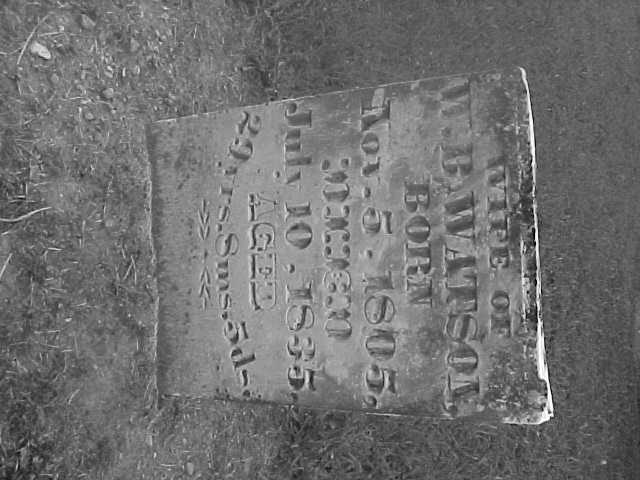 WIFE OF
W.B.WATSON.
BORN
Nov. 5. 1805,
DIED
July 10. 1835.
AGED
29 yrs. 8 ms. 5 d.